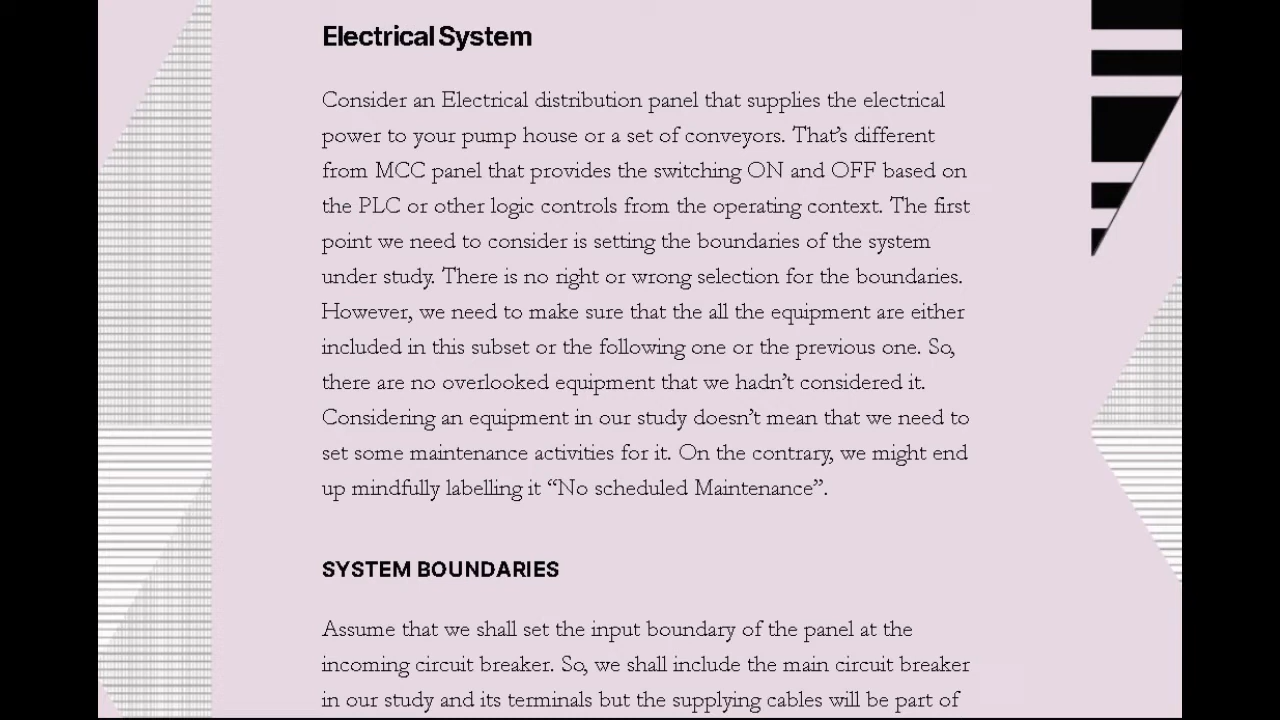 Electrical System
Consider an Electrical distribution panel that supplies the electrical
power to your pump house or a set of conveyors. That’s different
from MCC panel that provides the switching ON and OFF based on
the PLC or other logic controls from the operating context. The first
point we need to consider is setting the boundaries of the system
under study. There is no right or wrong selection for the boundaries.
However, we need to make sure that the all the equipment are either
included in this subset or the following one or the previous one. So,
there are no overlooked equipment that we hadn’t considered it.
Considering an equipment in our study doesn’t mean that we need to
set some maintenance activities for it. On the contrary, we might end
up mindfully labelling it “No scheduled Maintenance”.
SYSTEM BOUNDARIES
Assume that we shall set the input boundary of the panel at the
incoming circuit breaker. So, we shall include the main circuit breaker
in our study and its terminals but the supplying cables will be part of